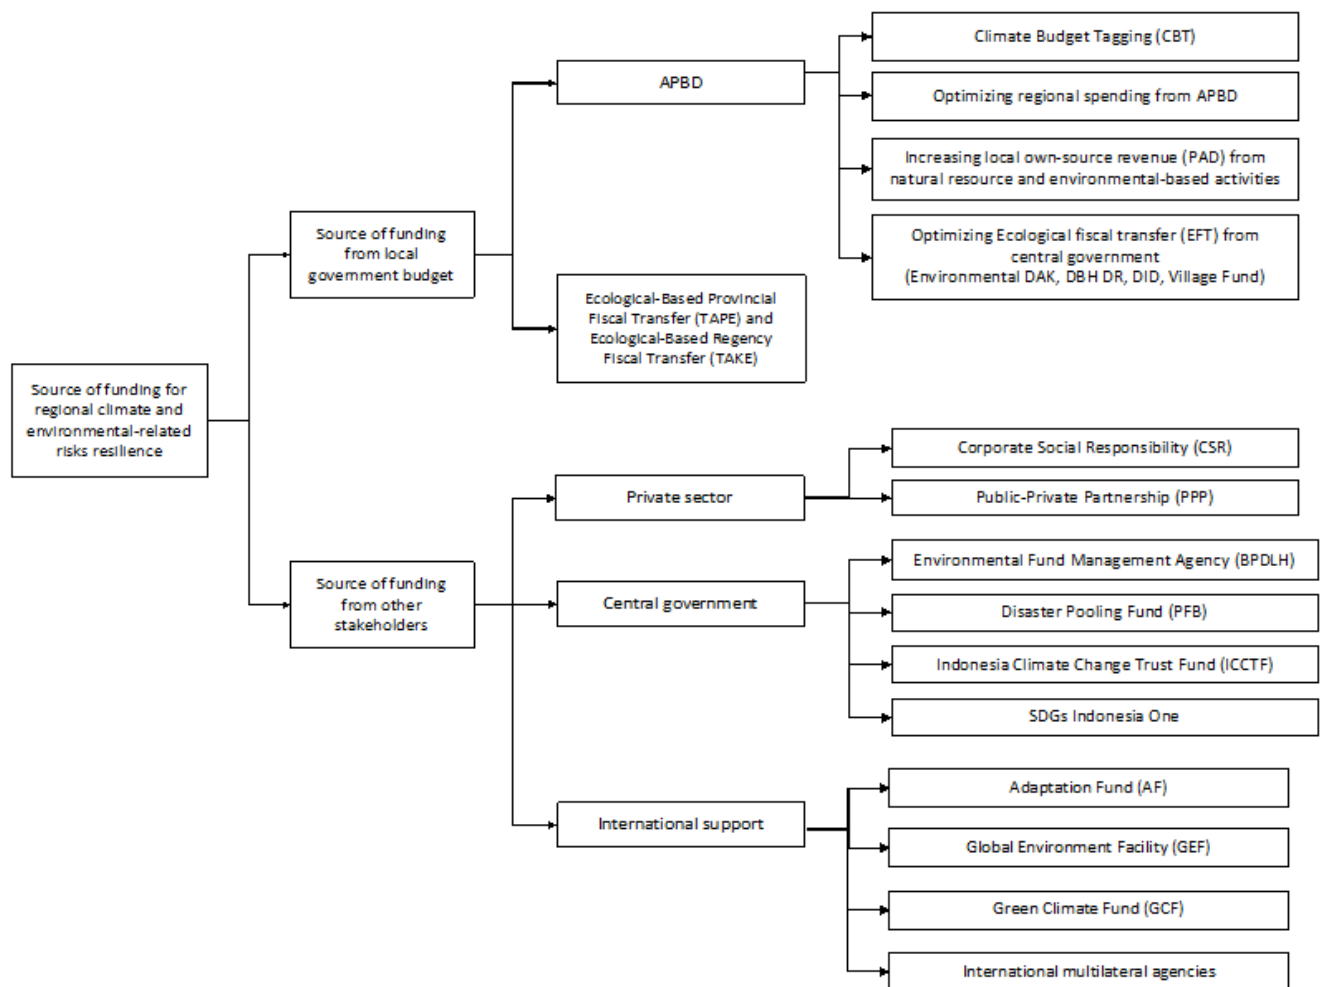 Source of funding for
regional climate and
environmental-related
risks resilience
Source of funding
from local
government budget
APBD
Climate Budget Tagging (CBT)
Optimizing regional spending from APBD
Increasing local own-source revenue (PAD) from
natural resource and environmental-based activities
Optimizing Ecological fiscal transfer (EFT) from
central government
(Environmental DAK, DBH DR, DID, Village Fund)
Ecological-Based Provincial
Fiscal Transfer (TAPE) and
Ecological-Based Regency
Fiscal Transfer (TAKE)
Source of funding
from other
stakeholders
Private sector
Corporate Social Responsibility (CSR)
Public-Private Partnership (PPP)
Central government
Environmental Fund Management Agency (BPDLH)
Disaster Pooling Fund (PFB)
Indonesia Climate Change Trust Fund (ICCTF)
SDGs Indonesia One
International support
Adaptation Fund (AF)
Global Environment Facility (GEF)
Green Climate Fund (GCF)
International multilateral agencies